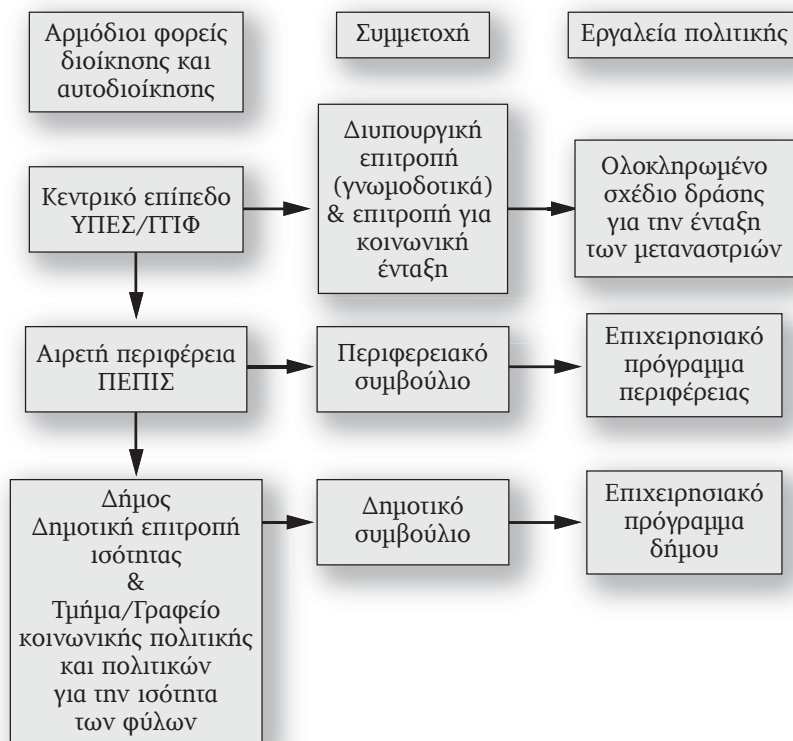 Αρμόδιοι φορείς
διοίκησης και
αυτοδιοίκησης
Συμμετοχή
Εργαλεία πολιτικής
Κεντρικό επίπεδο
ΥΠΕΣ/ΓΓΙΦ
Διυπουργική
επιτροπή
(γνωμοδοτικά)
& επιτροπή για
κοινωνική
ένταξη
Ολοκληρωμένο
σχέδιο δράσης
για την ένταξη
των μεταναστριών
Αιρετή περιφέρεια
ΠΕΠΙΣ
Περιφερειακό
συμβούλιο
Επιχειρησιακό
πρόγραμμα
περιφέρειας
Δήμος
Δημοτική επιτροπή
ισότητας
&
Τμήμα/Γραφείο
κοινωνικής πολιτικής
και πολιτικών
για την ισότητα
των φύλων
Δημοτικό
συμβούλιο
Επιχειρησιακό
πρόγραμμα
δήμου